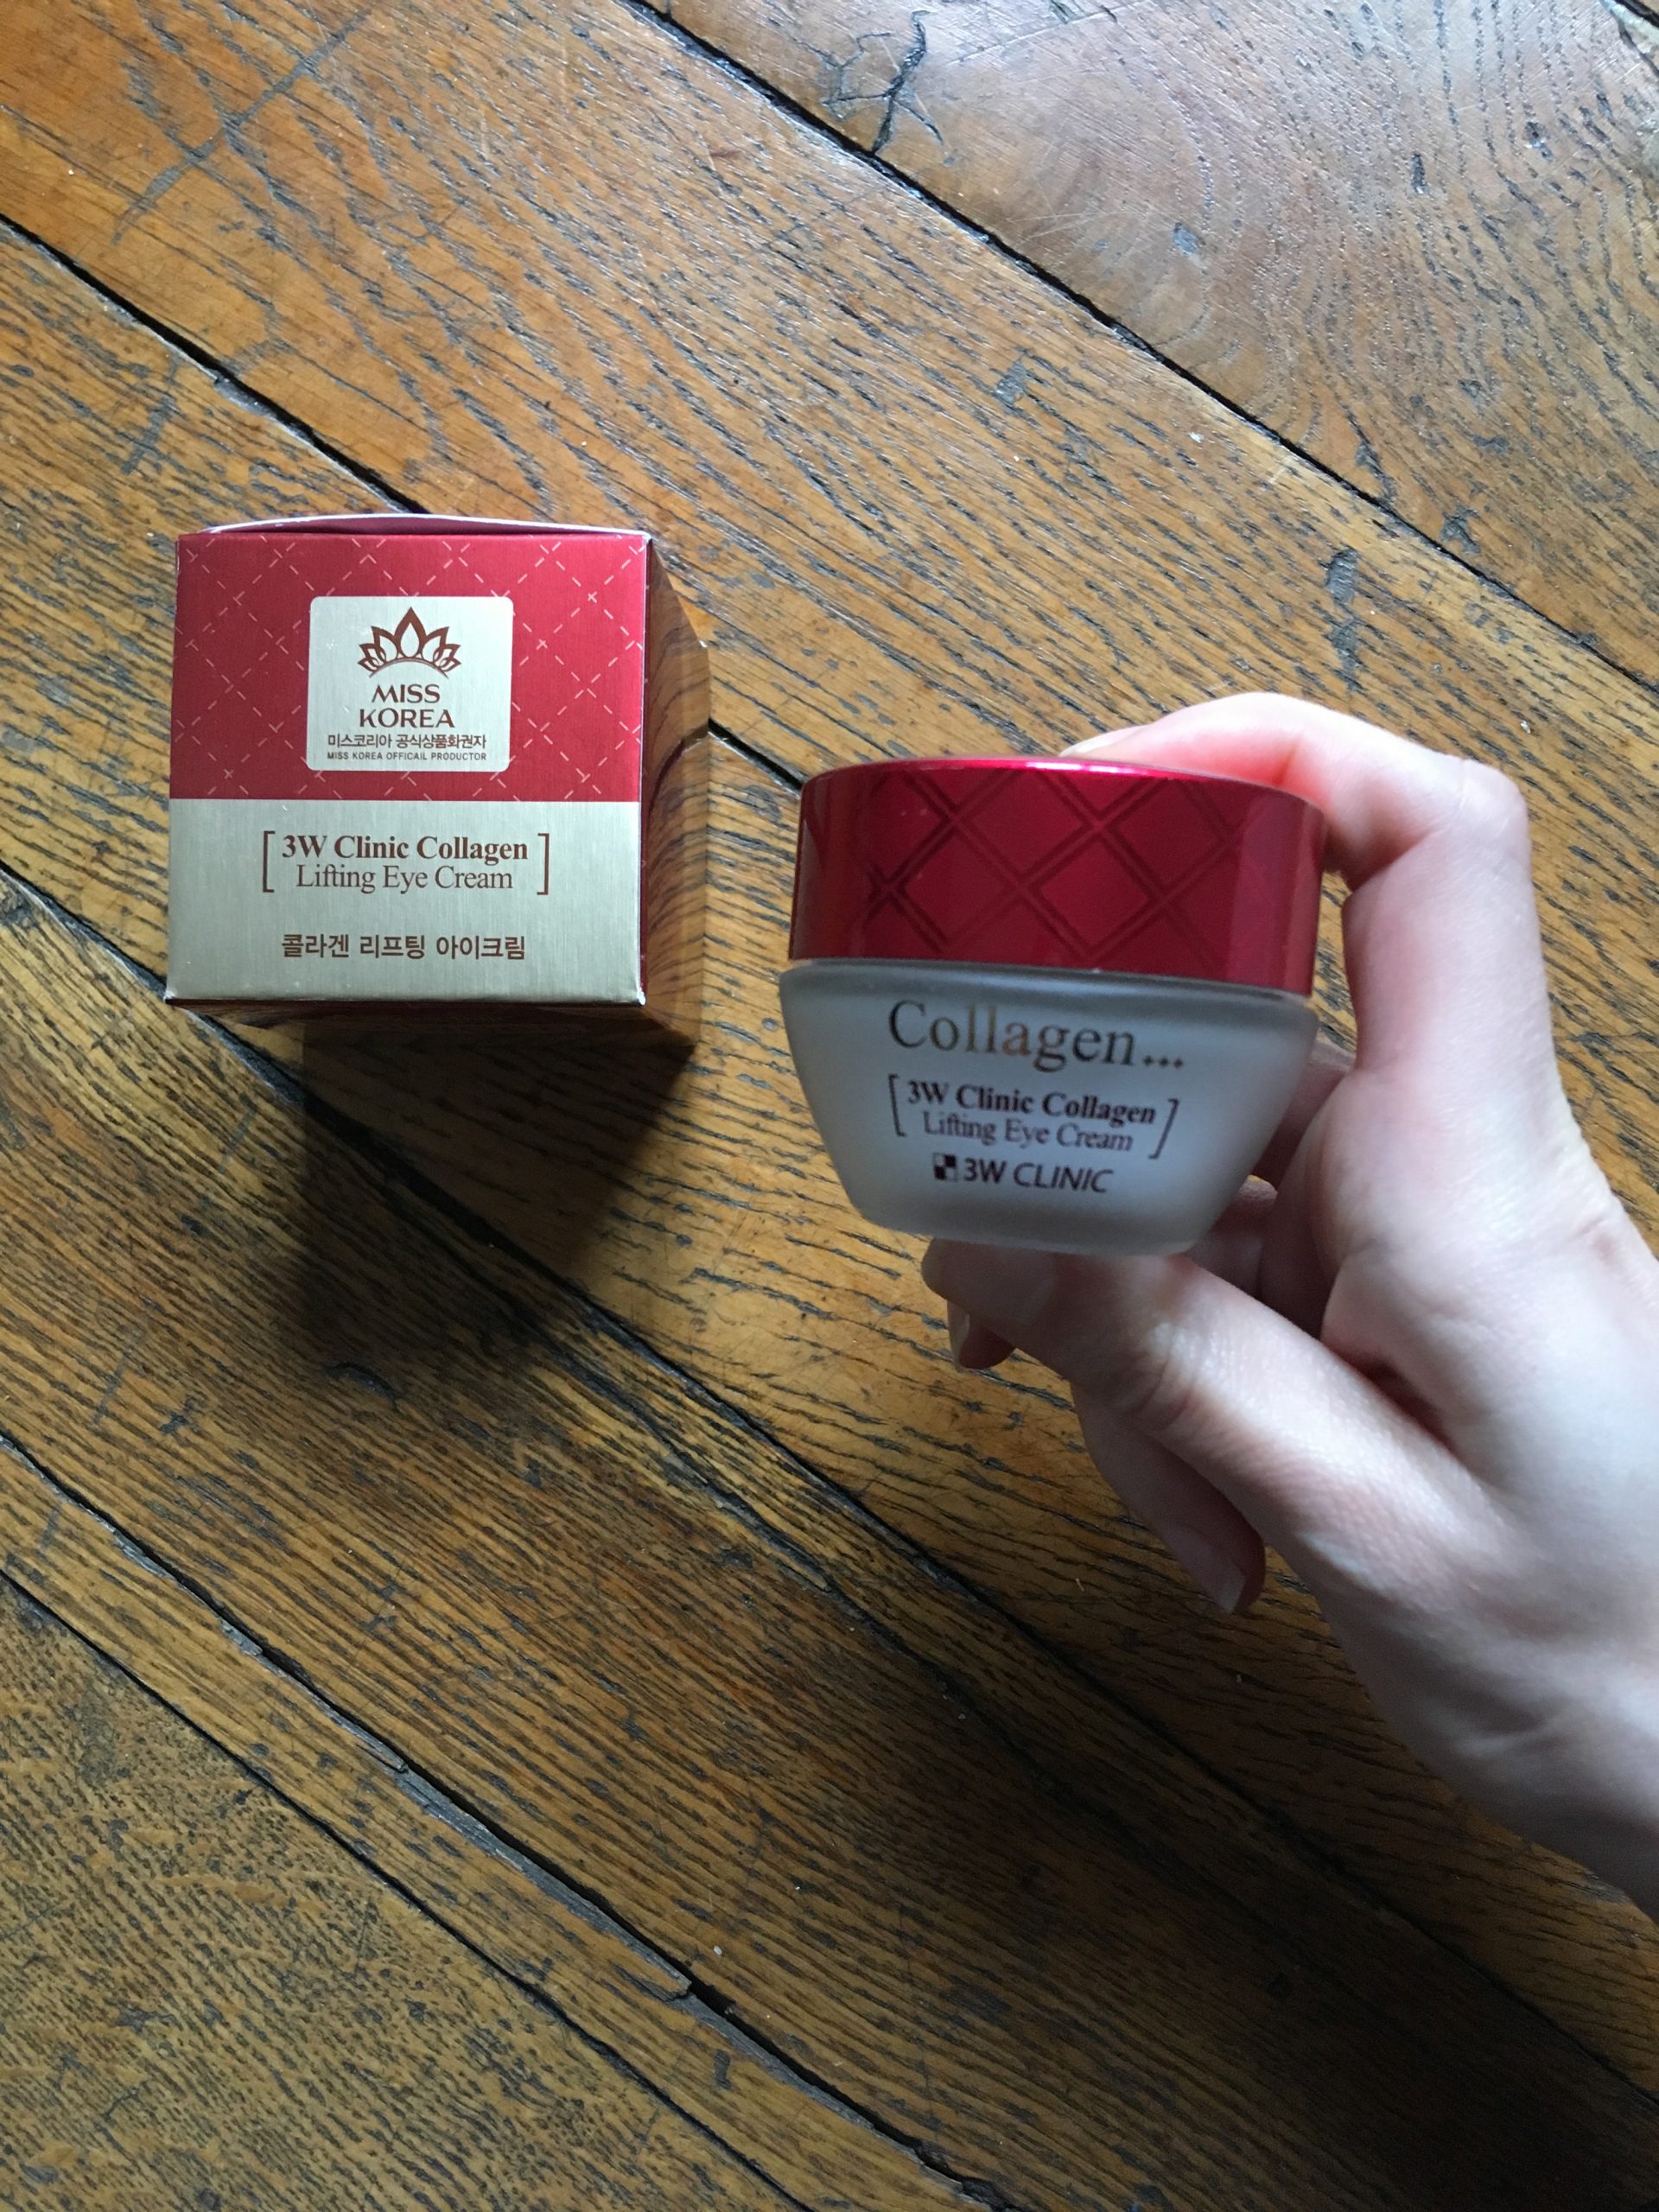 MISS
KOREA
미스코리아 공식상품화권자
MISS KOREA OFFICAIL PRODUCTOR
[ 3W Clinic Collagen
Lifting Eye Cream ]
콜라겐 리프팅 아이크림
Collagen...
[ 3W Clinic Collagen
Lifting Eye Cream ]
3W CLINIC